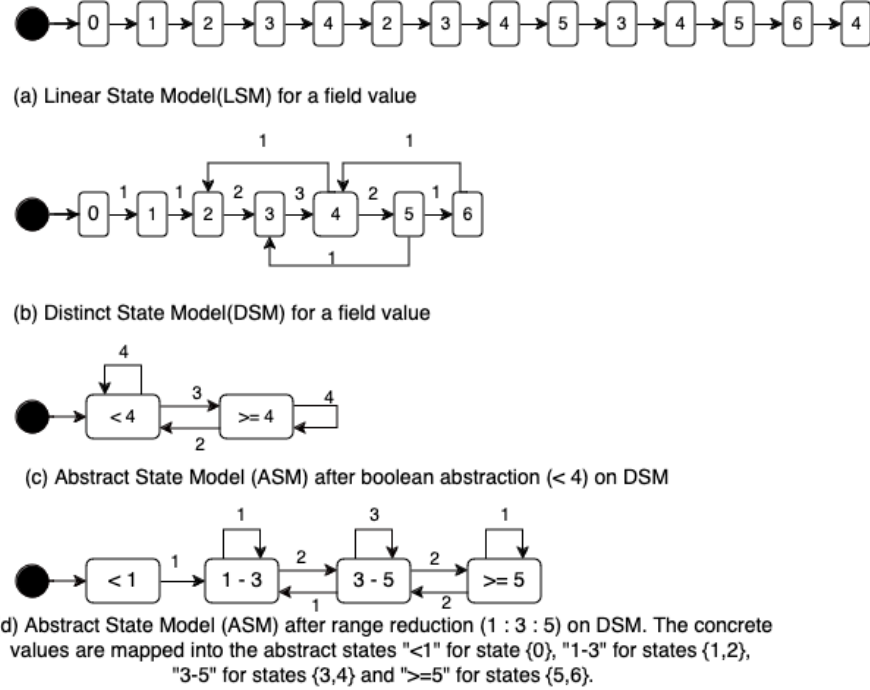 0 1 2 3 4 2 3 4 5 3 4 5 6 4
(a) Linear State Model(LSM) for a field value
1 1
1 1 2 3 2 1
0 1 2 3 4 5 6
1
(b) Distinct State Model(DSM) for a field value
4
3 4
< 4 >= 4
2
(c) Abstract State Model (ASM) after boolean abstraction (< 4) on DSM
1 3 1
1 2 2
< 1 1 - 3 3 - 5 >= 5
1 2
d) Abstract State Model (ASM) after range reduction (1 : 3 : 5) on DSM. The concrete
values are mapped into the abstract states "<1" for state {0}, "1-3" for states {1,2},
"3-5" for states {3,4} and ">=5" for states {5,6}.